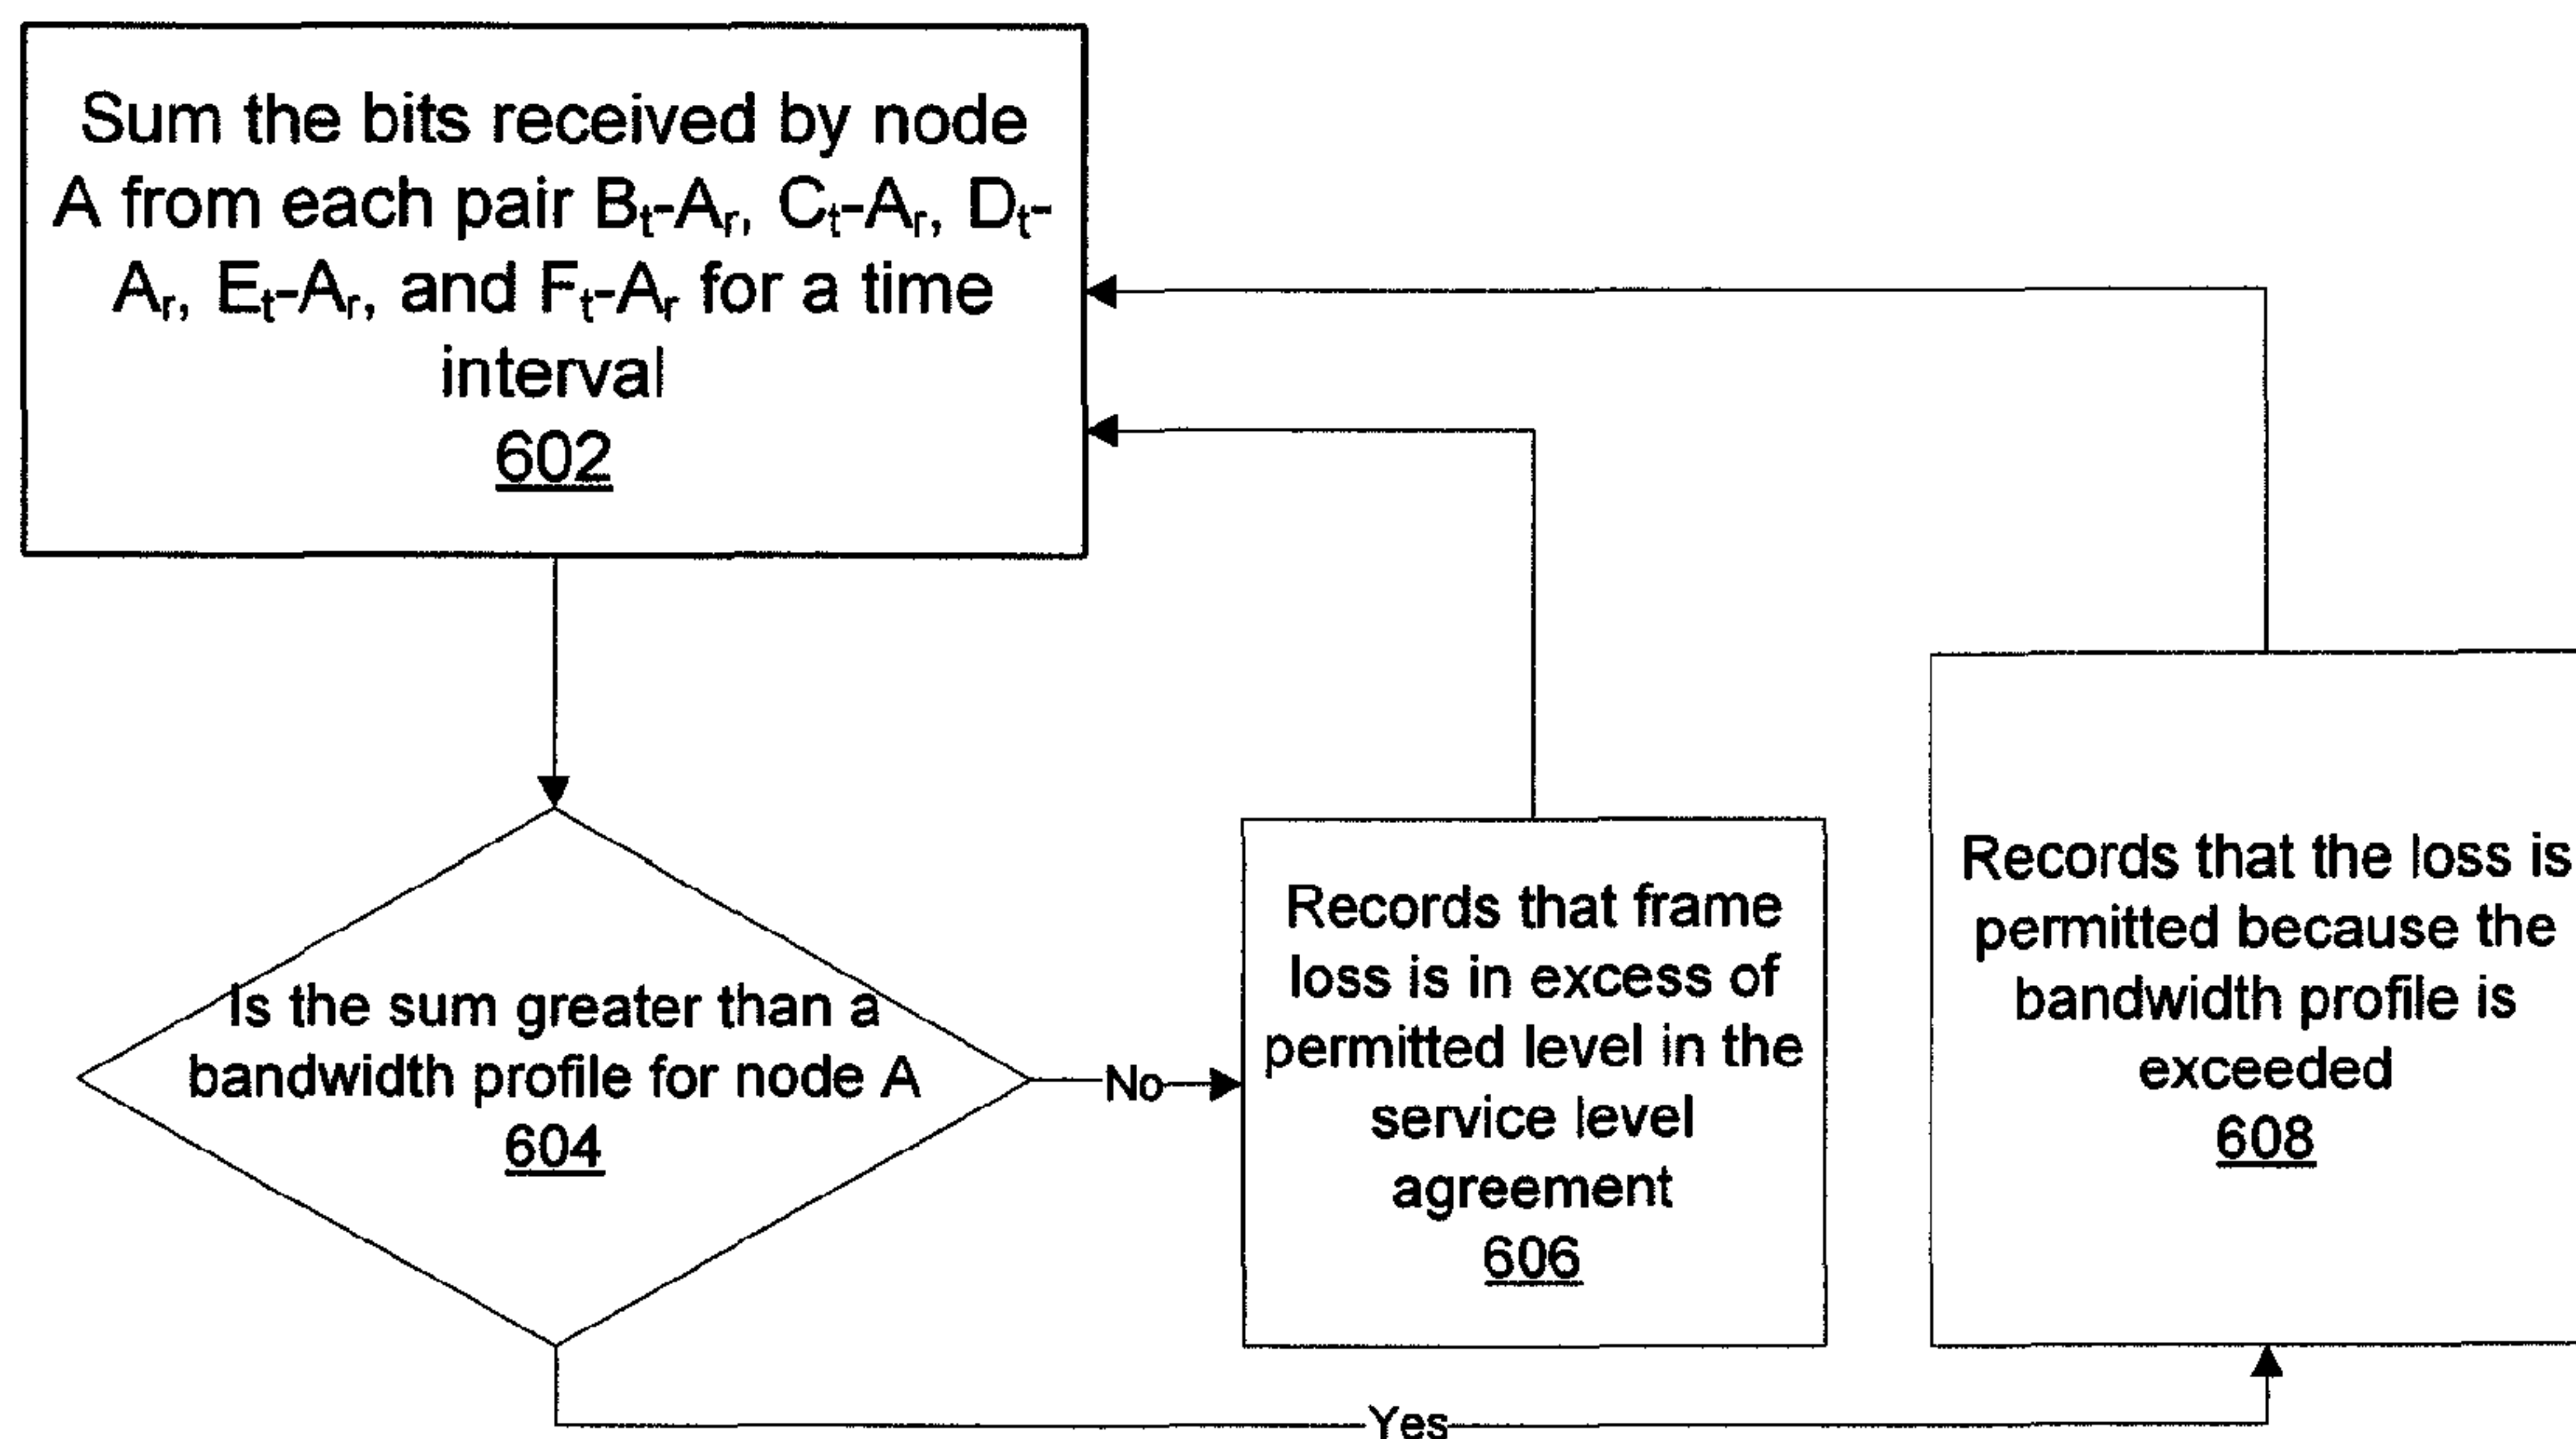 Sum the bits received by node
A from each pair Bt-Ar, Ct-Ar, Dt-
Ar, Et-Ar, and Ft-Ar for a time
interval
602
Is the sum greater than a
bandwidth profile for node A
604
No
Records that frame
loss is in excess of
permitted level in the
service level
agreement
606
Records that the loss is
permitted because the
bandwidth profile is
exceeded
608
Yes